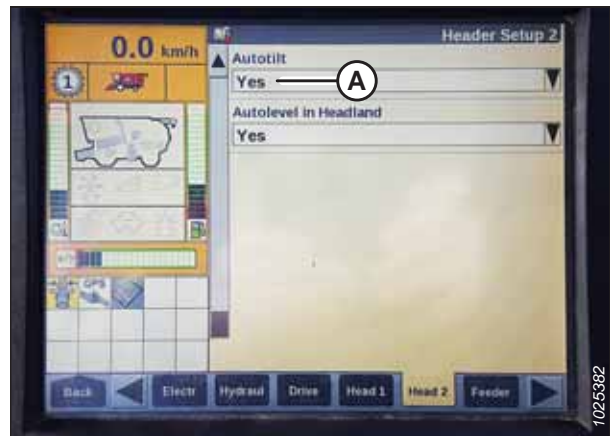 0.0 km/h
Header Setup 2
1
Autotilt
Yes
A
Autolevel in Headland
Yes
GPS
Back
Electr
Hydraul
Drive
Head 1
Head 2
Feeder
1025382